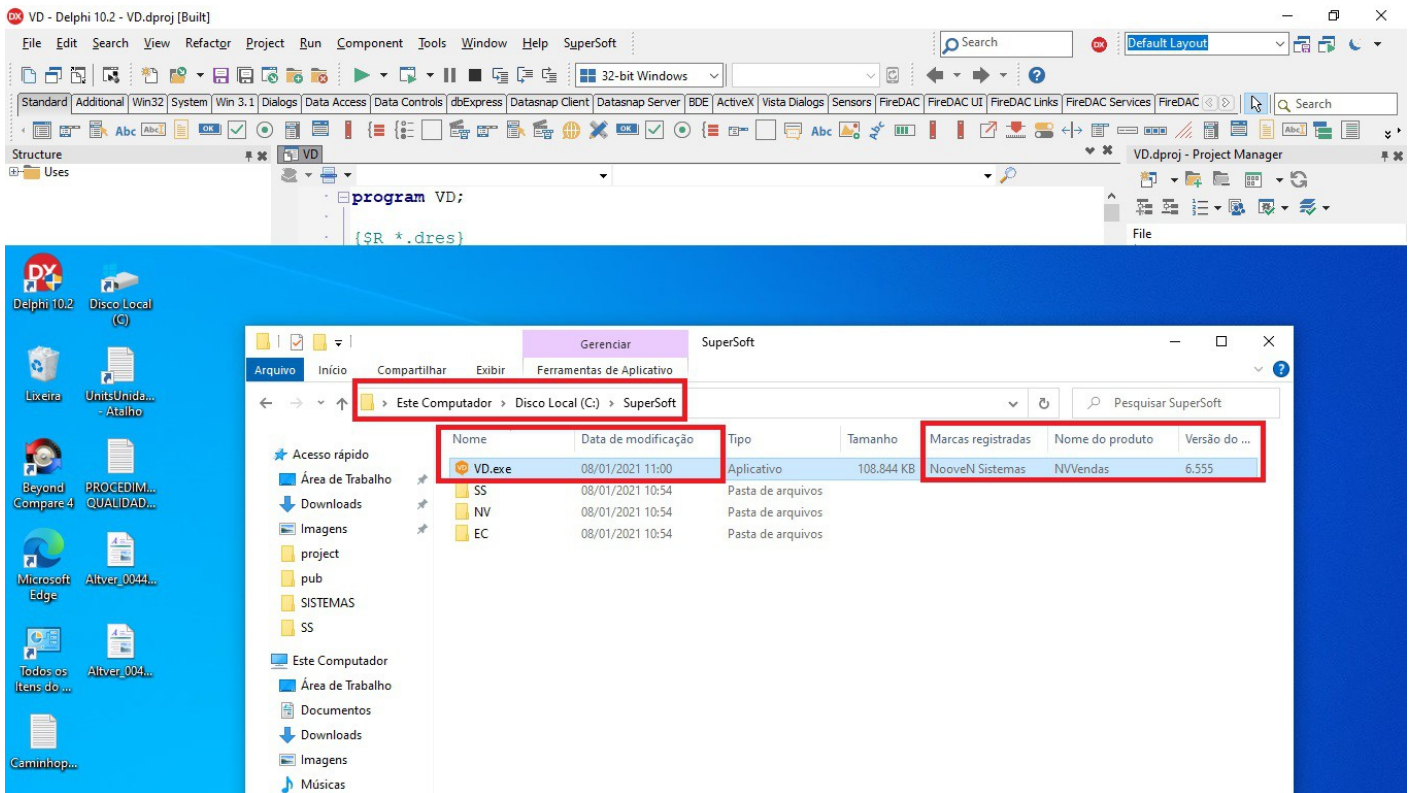 VD - Delphi 10.2 - VD.dproj [Built]
File Edit Search View Refactor Project Run Component Tools Window Help SuperSoft
Search
Default Layout
32-bit Windows
Standard Additional Win32 System Win 3.1 Dialogs Data Access Data Controls dbExpress Datasnap Client Datasnap Server BDE ActiveX Vista Dialogs Sensors FireDAC FireDAC UI FireDAC Links FireDAC Services FireDAC
Search
Structure
VD
VD.dproj - Project Manager
Uses
program VD;
{$R *.dres}
File
Delphi 10.2
Disco Local (C)
Lixeira
UnitsUnida... - Atalho
Beyond Compare 4
PROCEDIM... QUALIDAD...
Microsoft Edge
Altver_0044...
Todos os Itens do ...
Altver_004...
Caminhop...
Gerenciar
SuperSoft
Arquivo Início Compartilhar Exibir Ferramentas de Aplicativo
Este Computador > Disco Local (C:) > SuperSoft
Pesquisar SuperSoft
Nome Data de modificação Tipo Tamanho Marcas registradas Nome do produto Versão do ...
VD.exe 08/01/2021 11:00 Aplicativo 108.844 KB NooveN Sistemas NVVendas 6.555
SS 08/01/2021 10:54 Pasta de arquivos
NV 08/01/2021 10:54 Pasta de arquivos
EC 08/01/2021 10:54 Pasta de arquivos
Acesso rápido
Área de Trabalho
Downloads
Imagens
project
pub
SISTEMAS
SS
Este Computador
Área de Trabalho
Documentos
Downloads
Imagens
Músicas